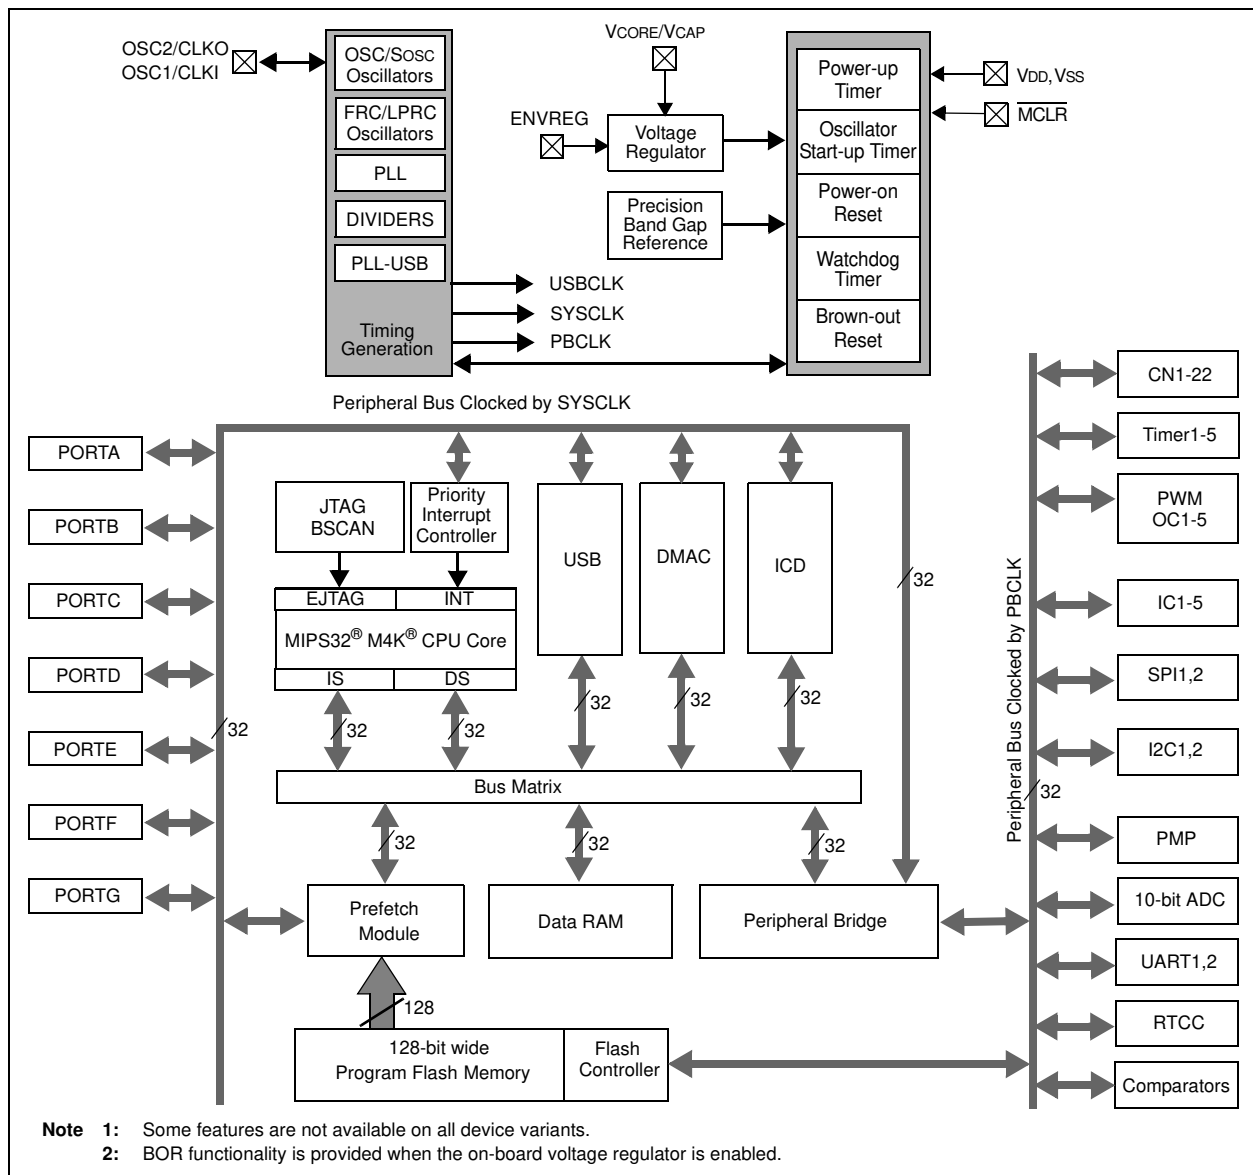 OSC2/CLKO
OSC1/CLKI
OSC/SOSC
Oscillators
FRC/LPRC
Oscillators
PLL
DIVIDERS
PLL-USB
Timing
Generation
USBCLK
SYSCLK
PBCLK
VCORE/VCAP
ENVREG
Voltage
Regulator
Precision
Band Gap
Reference
Power-up
Timer
Oscillator
Start-up Timer
Power-on
Reset
Watchdog
Timer
Brown-out
Reset
VDD, VSS
MCLR
Peripheral Bus Clocked by SYSCLK
PORTA
PORTB
PORTC
PORTD
PORTE
PORTF
PORTG
32
JTAG
BSCAN
Priority
Interrupt
Controller
EJTAG
INT
MIPS32® M4K® CPU Core
IS
DS
USB
DMAC
ICD
32
32
32
32
32
32
Bus Matrix
32
32
32
Prefetch
Module
Data RAM
Peripheral Bridge
128
128-bit wide
Program Flash Memory
Flash
Controller
Peripheral Bus Clocked by PBCLK
32
CN1-22
Timer1-5
PWM
OC1-5
IC1-5
SPI1,2
I2C1,2
PMP
10-bit ADC
UART1,2
RTCC
Comparators
Note 1: Some features are not available on all device variants.
2: BOR functionality is provided when the on-board voltage regulator is enabled.